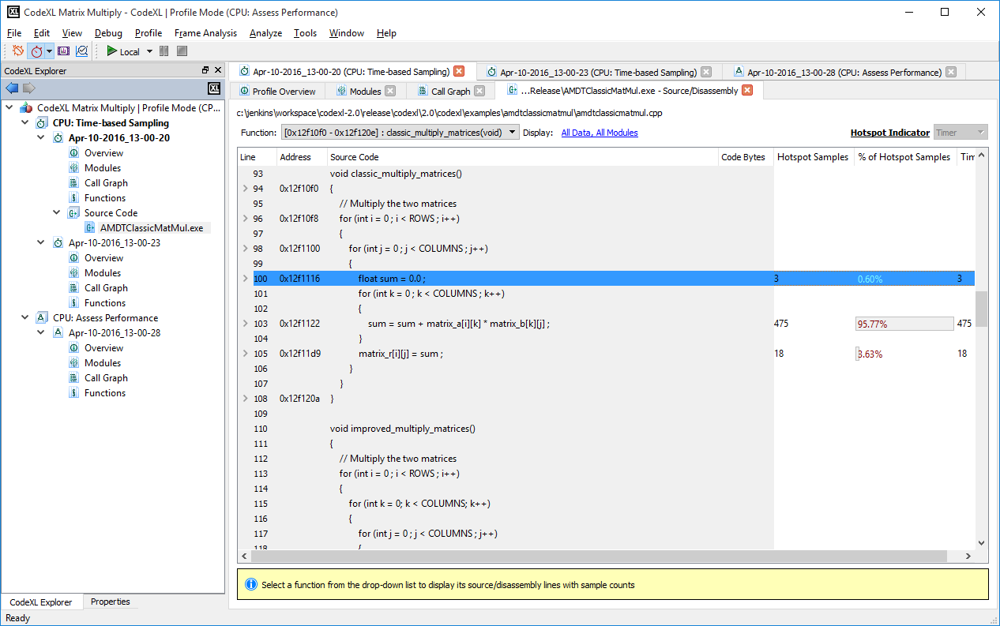 CodeXL Matrix Multiply - CodeXL | Profile Mode (CPU: Assess Performance)
File Edit View Debug Profile Frame Analysis Analyze Tools Window Help
Local
CodeXL Explorer
XL
CodeXL Matrix Multiply | Profile Mode (CP...
CPU: Time-based Sampling
Apr-10-2016_13-00-20
Overview
Modules
Call Graph
Functions
Source Code
AMDTClassicMatMul.exe
Apr-10-2016_13-00-23
Overview
Modules
Call Graph
Functions
CPU: Assess Performance
Apr-10-2016_13-00-28
Overview
Modules
Call Graph
Functions
CodeXL Explorer Properties
Ready
Apr-10-2016_13-00-20 (CPU: Time-based Sampling) Apr-10-2016_13-00-23 (CPU: Time-based Sampling) Apr-10-2016_13-00-28 (CPU: Assess Performance)
Profile Overview Modules Call Graph ...Release\AMDTClassicMatMul.exe - Source/Disassembly
c:\jenkins\workspace\codexl-2.0\release\codexl\2.0\codexl\examples\amdtclassicmatmul\amdtclassicmatmul.cpp
Function: [0x12f10f0 - 0x12f120e] : classic_multiply_matrices(void) Display: All Data, All Modules Hotspot Indicator Timer
Line Address Source Code Code Bytes Hotspot Samples % of Hotspot Samples Tim
93 void classic_multiply_matrices()
94 0x12f10f0 {
95 // Multiply the two matrices
96 0x12f10f8 for (int i = 0 ; i < ROWS ; i++)
97 {
98 0x12f1100 for (int j = 0 ; j < COLUMNS ; j++)
99 {
100 0x12f1116 float sum = 0.0 ; 3 0.60% 3
101 for (int k = 0 ; k < COLUMNS ; k++)
102 {
103 0x12f1122 sum = sum + matrix_a[i][k] * matrix_b[k][j] ; 475 95.77% 475
104 }
105 0x12f11d9 matrix_r[i][j] = sum ; 18 3.63% 18
106 }
107 }
108 0x12f120a }
109
110 void improved_multiply_matrices()
111 {
112 // Multiply the two matrices
113 for (int i = 0 ; i < ROWS ; i++)
114 {
115 for (int k = 0; k < COLUMNS; k++)
116 {
117 for (int j = 0 ; j < COLUMNS ; j++)
118 {
Select a function from the drop-down list to display its source/disassembly lines with sample counts